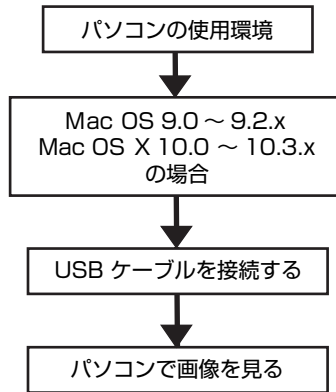 パソコンの使用環境
Mac OS 9.0 ～ 9.2.x
Mac OS X 10.0 ～ 10.3.x
の場合
USB ケーブルを接続する
パソコンで画像を見る